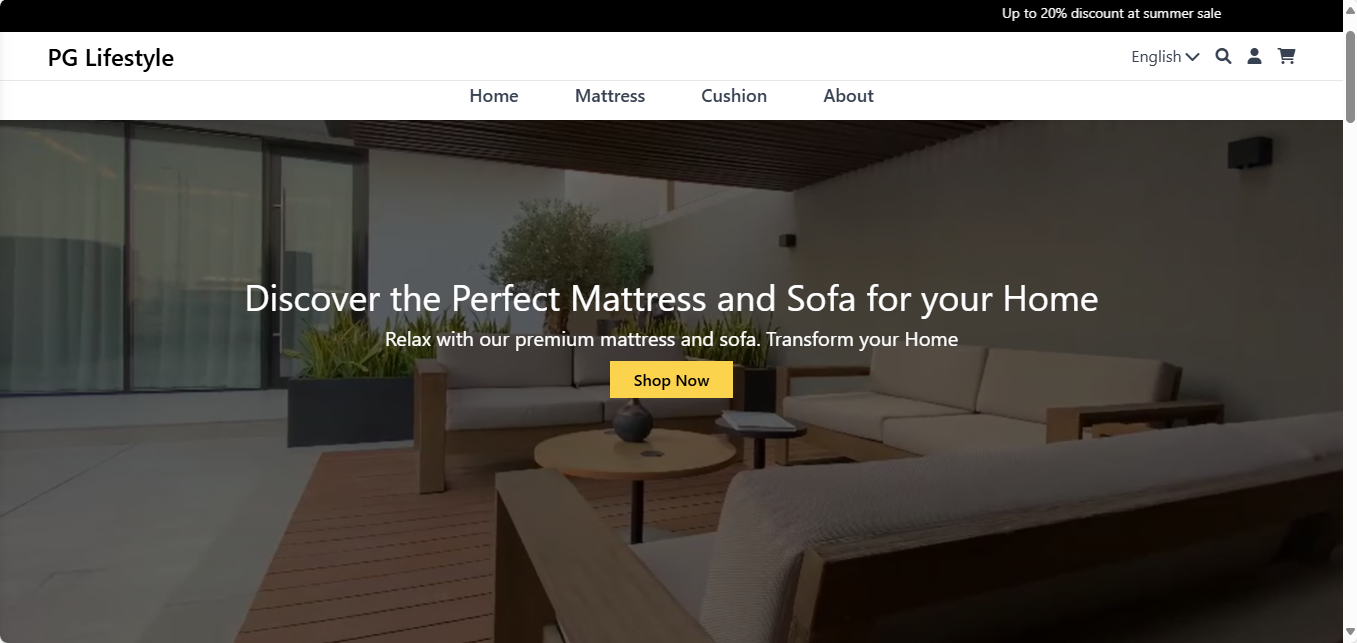 Up to 20% discount at summer sale
PG Lifestyle
English
Home Mattress Cushion About
Discover the Perfect Mattress and Sofa for your Home
Relax with our premium mattress and sofa. Transform your Home
Shop Now